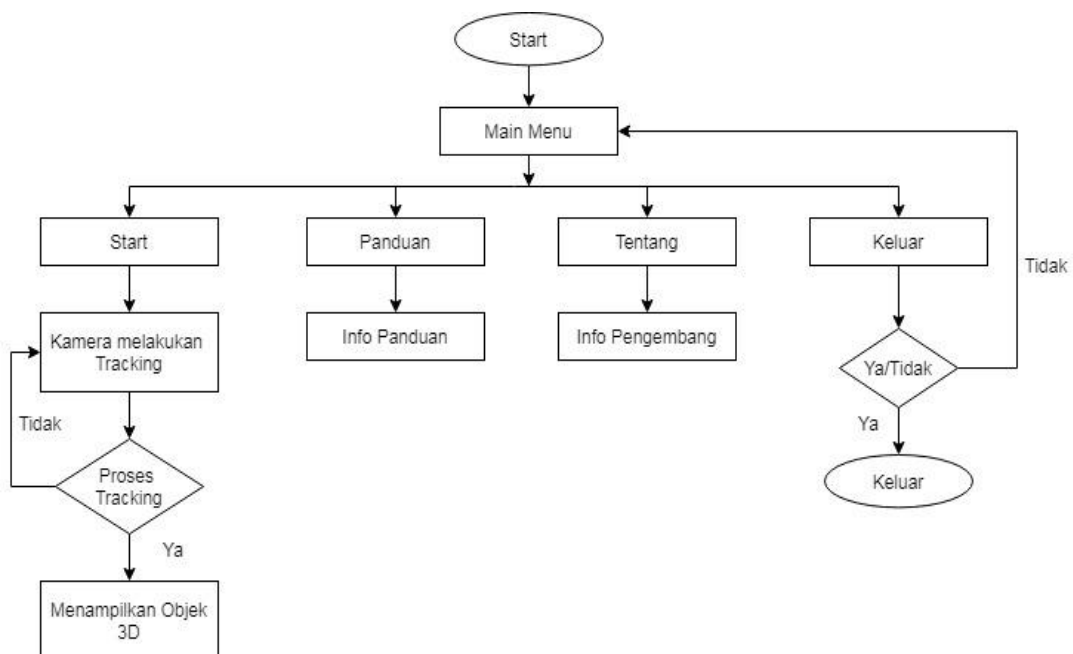 Start
Main Menu
Start
Panduan
Tentang
Keluar
Tidak
Kamera melakukan
Tracking
Info Panduan
Info Pengembang
Ya/Tidak
Tidak
Ya
Proses
Tracking
Keluar
Ya
Menampilkan Objek
3D